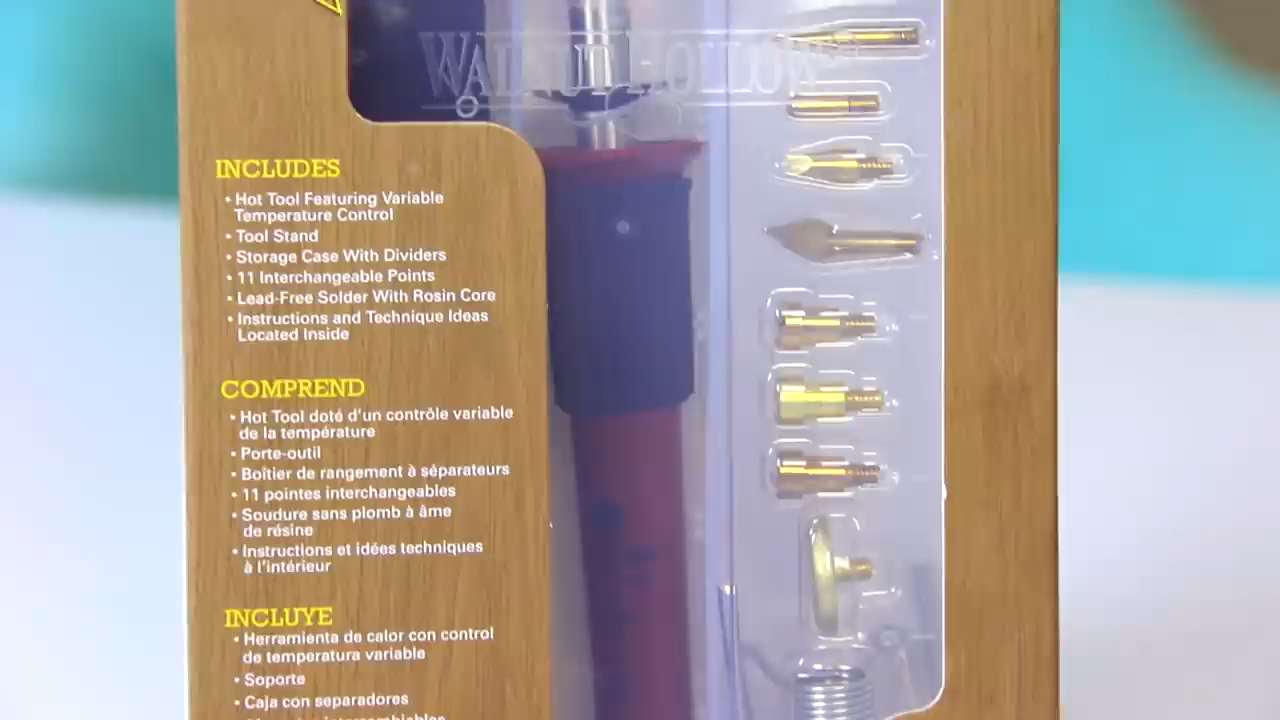 WALNUT HOLLOW®
INCLUDES
• Hot Tool Featuring Variable
Temperature Control
• Tool Stand
• Storage Case With Dividers
• 11 Interchangeable Points
• Lead-Free Solder With Rosin Core
• Instructions and Technique Ideas
Located Inside
COMPREND
• Hot Tool doté d'un contrôle variable
de la température
• Porte-outil
• Boîtier de rangement à séparateurs
• 11 pointes interchangeables
• Soudure sans plomb à âme
de résine
• Instructions et idées techniques
à l'intérieur
INCLUYE
• Herramienta de calor con control
de temperatura variable
• Soporte
• Caja con separadores